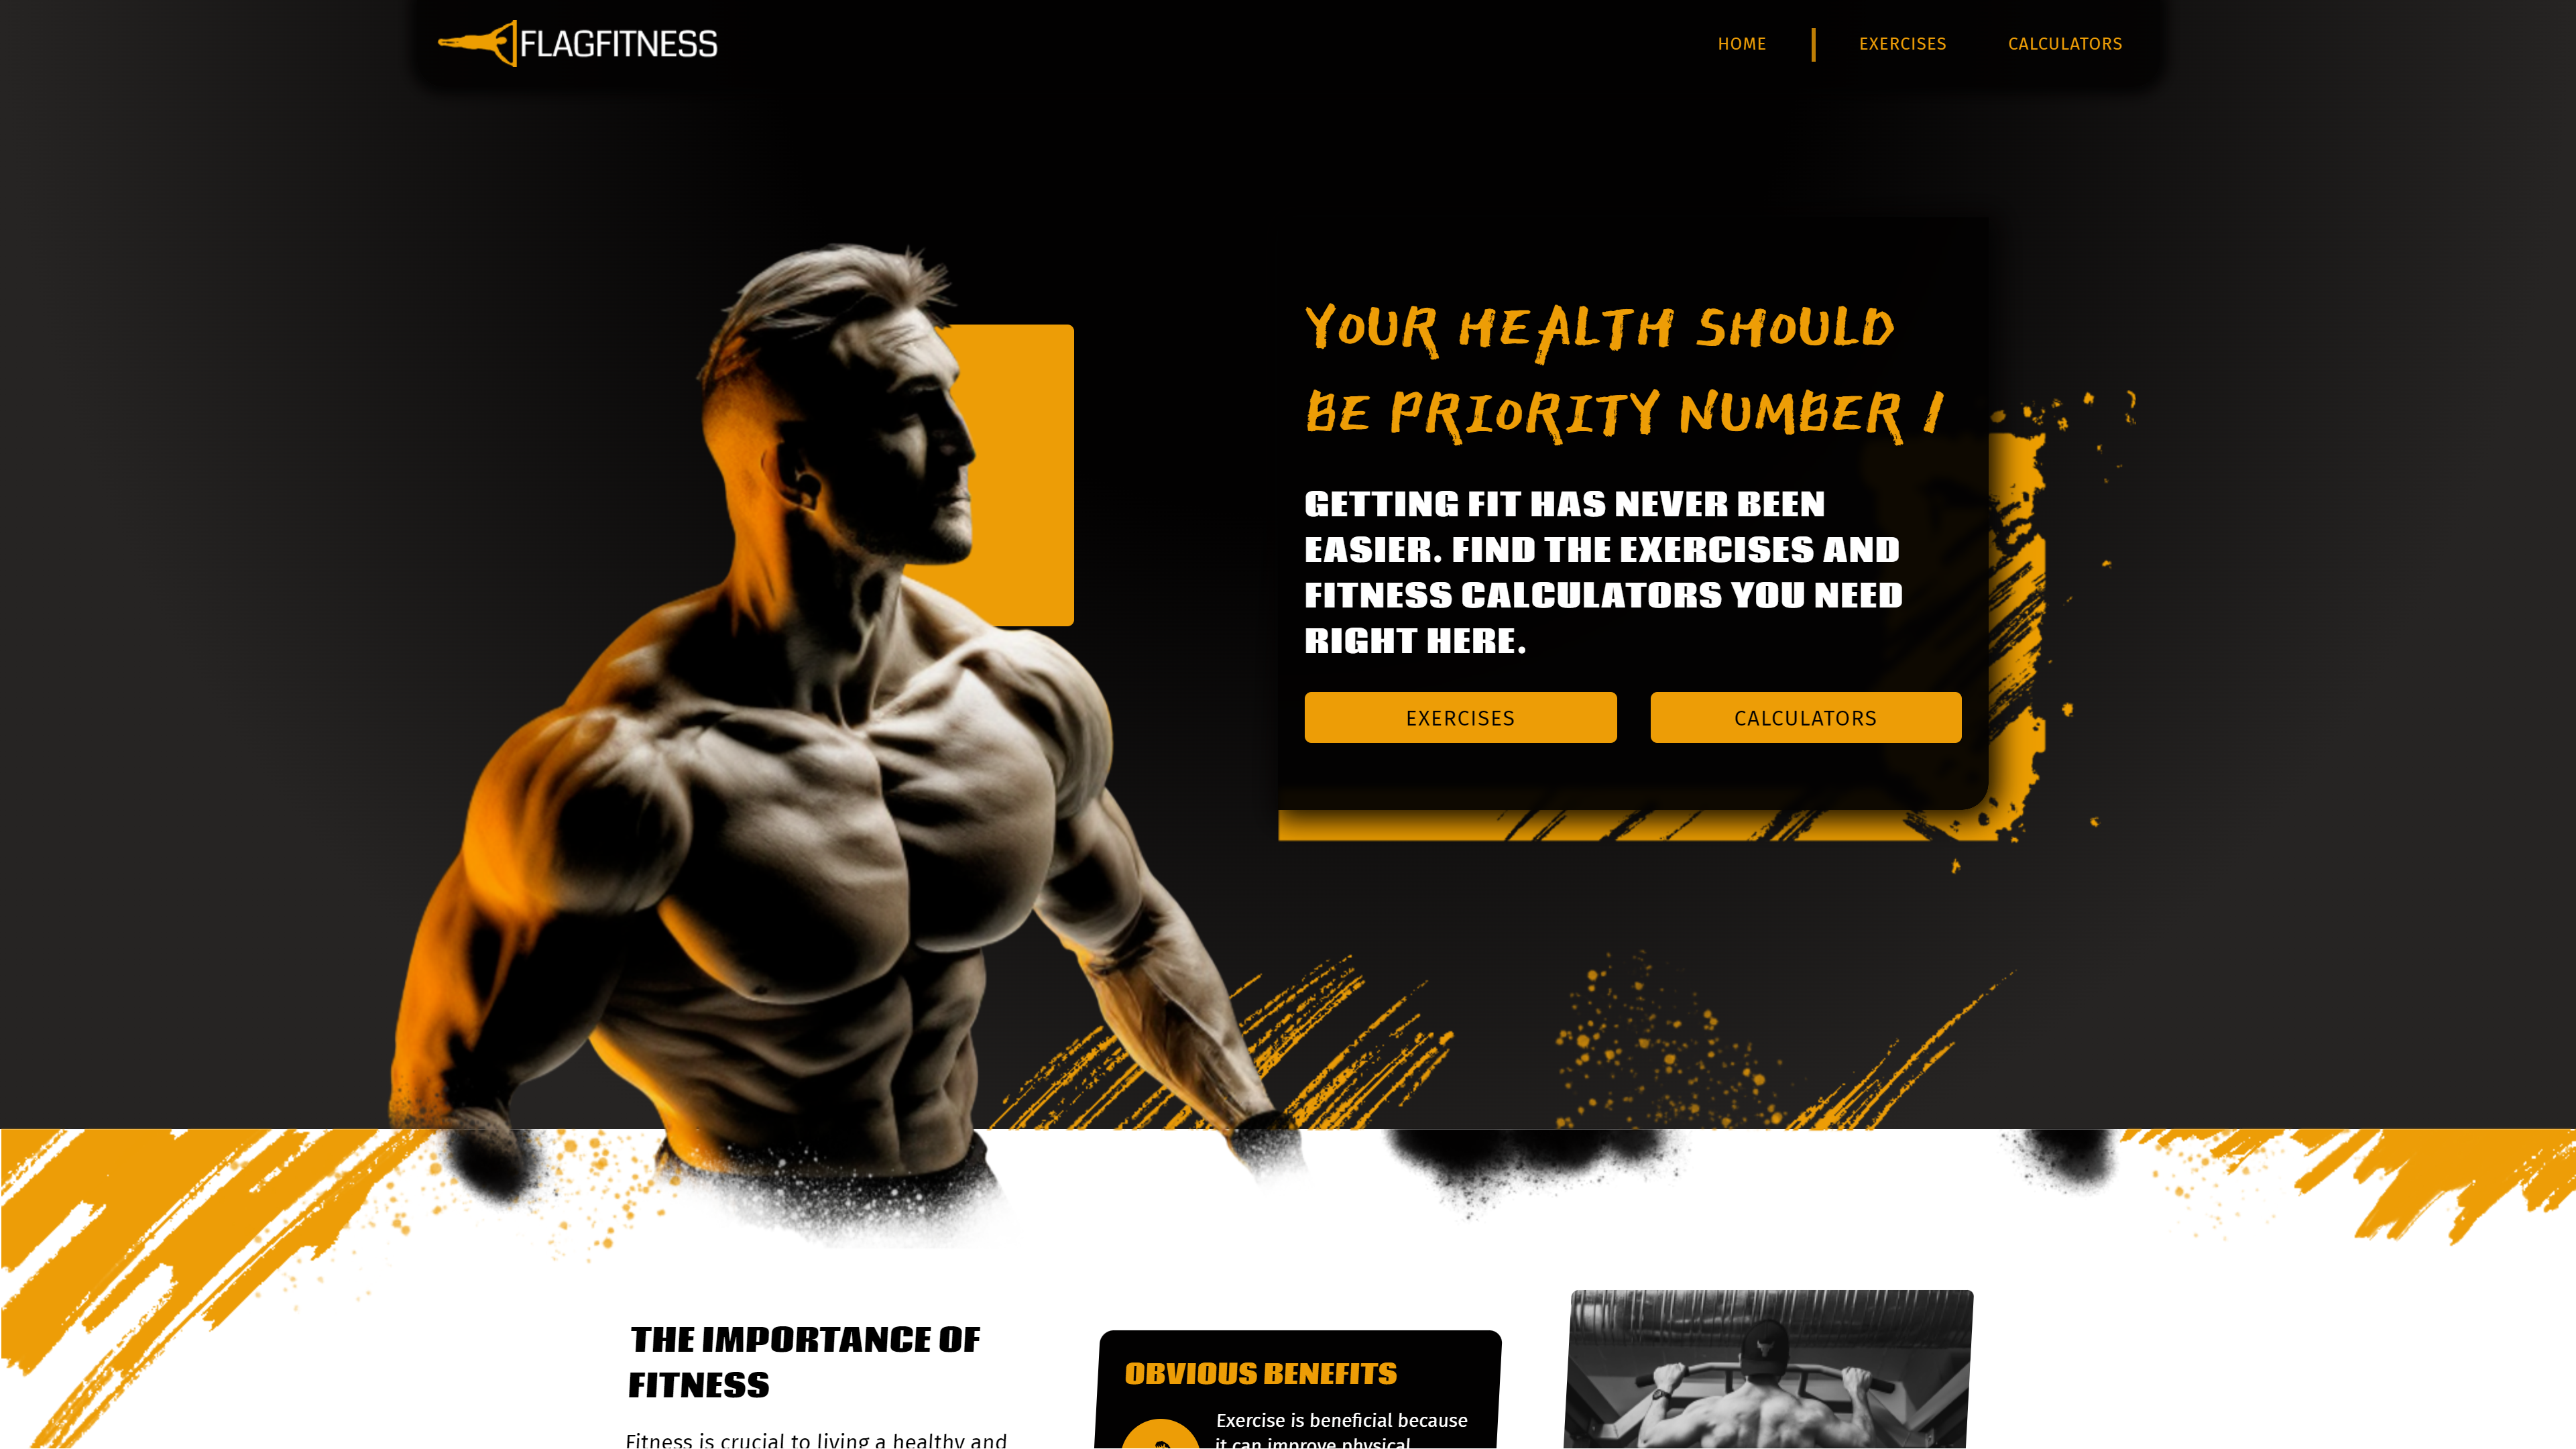 FLAGFITNESS
HOME
EXERCISES
CALCULATORS
YOUR HEALTH SHOULD
BE PRIORITY NUMBER 1
GETTING FIT HAS NEVER BEEN
EASIER. FIND THE EXERCISES AND
FITNESS CALCULATORS YOU NEED
RIGHT HERE.
EXERCISES
CALCULATORS
THE IMPORTANCE OF
FITNESS
Fitness is crucial to living a healthy and
OBVIOUS BENEFITS
Exercise is beneficial because
it can improve physical